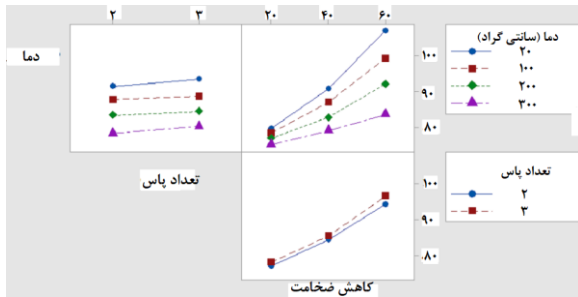 ۲ ۳ ۲۰ ۴۰ ۶۰
دما
۱۰۰
۹۰
۸۰
دما (سانتی گراد)
۲۰
۱۰۰
۲۰۰
۳۰۰
تعداد پاس
۱۰۰
۹۰
۸۰
تعداد پاس
۲
۳
کاهش ضخامت